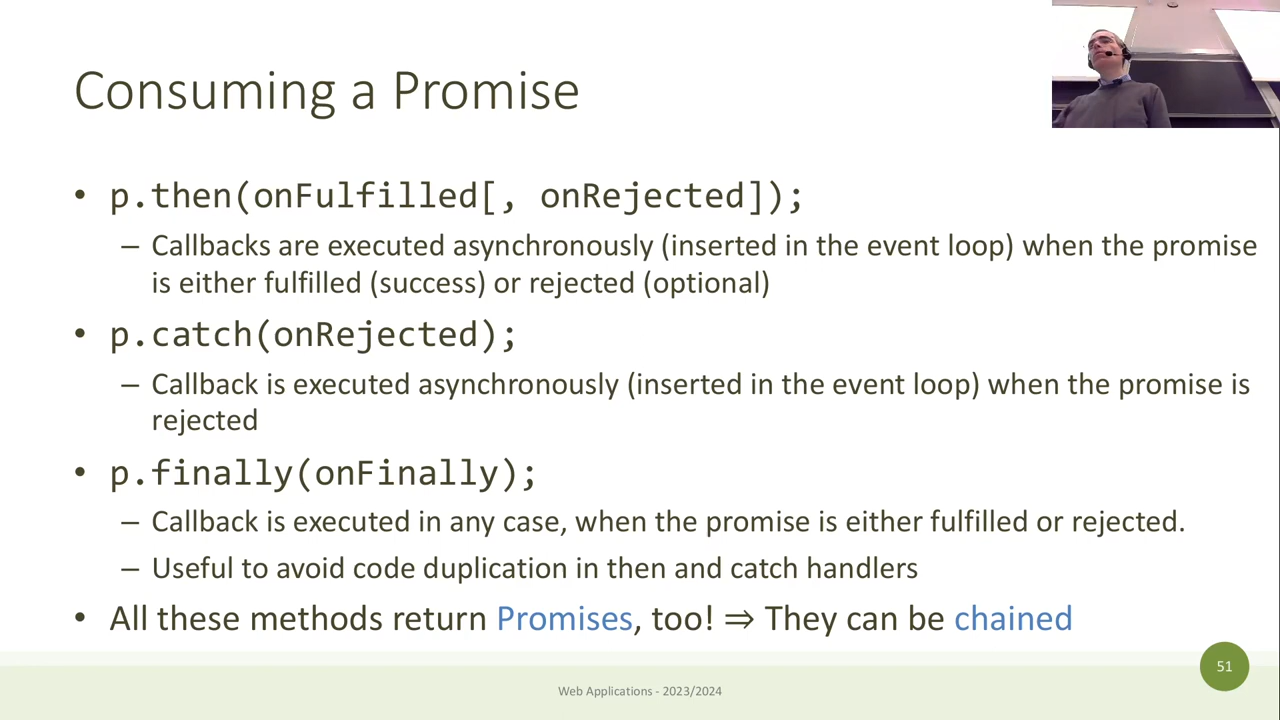 Consuming a Promise
• p.then(onFulfilled[, onRejected]);
– Callbacks are executed asynchronously (inserted in the event loop) when the promise
is either fulfilled (success) or rejected (optional)
• p.catch(onRejected);
– Callback is executed asynchronously (inserted in the event loop) when the promise is
rejected
• p.finally(onFinally);
– Callback is executed in any case, when the promise is either fulfilled or rejected.
– Useful to avoid code duplication in then and catch handlers
• All these methods return Promises, too! ⇒ They can be chained
51
Web Applications - 2023/2024